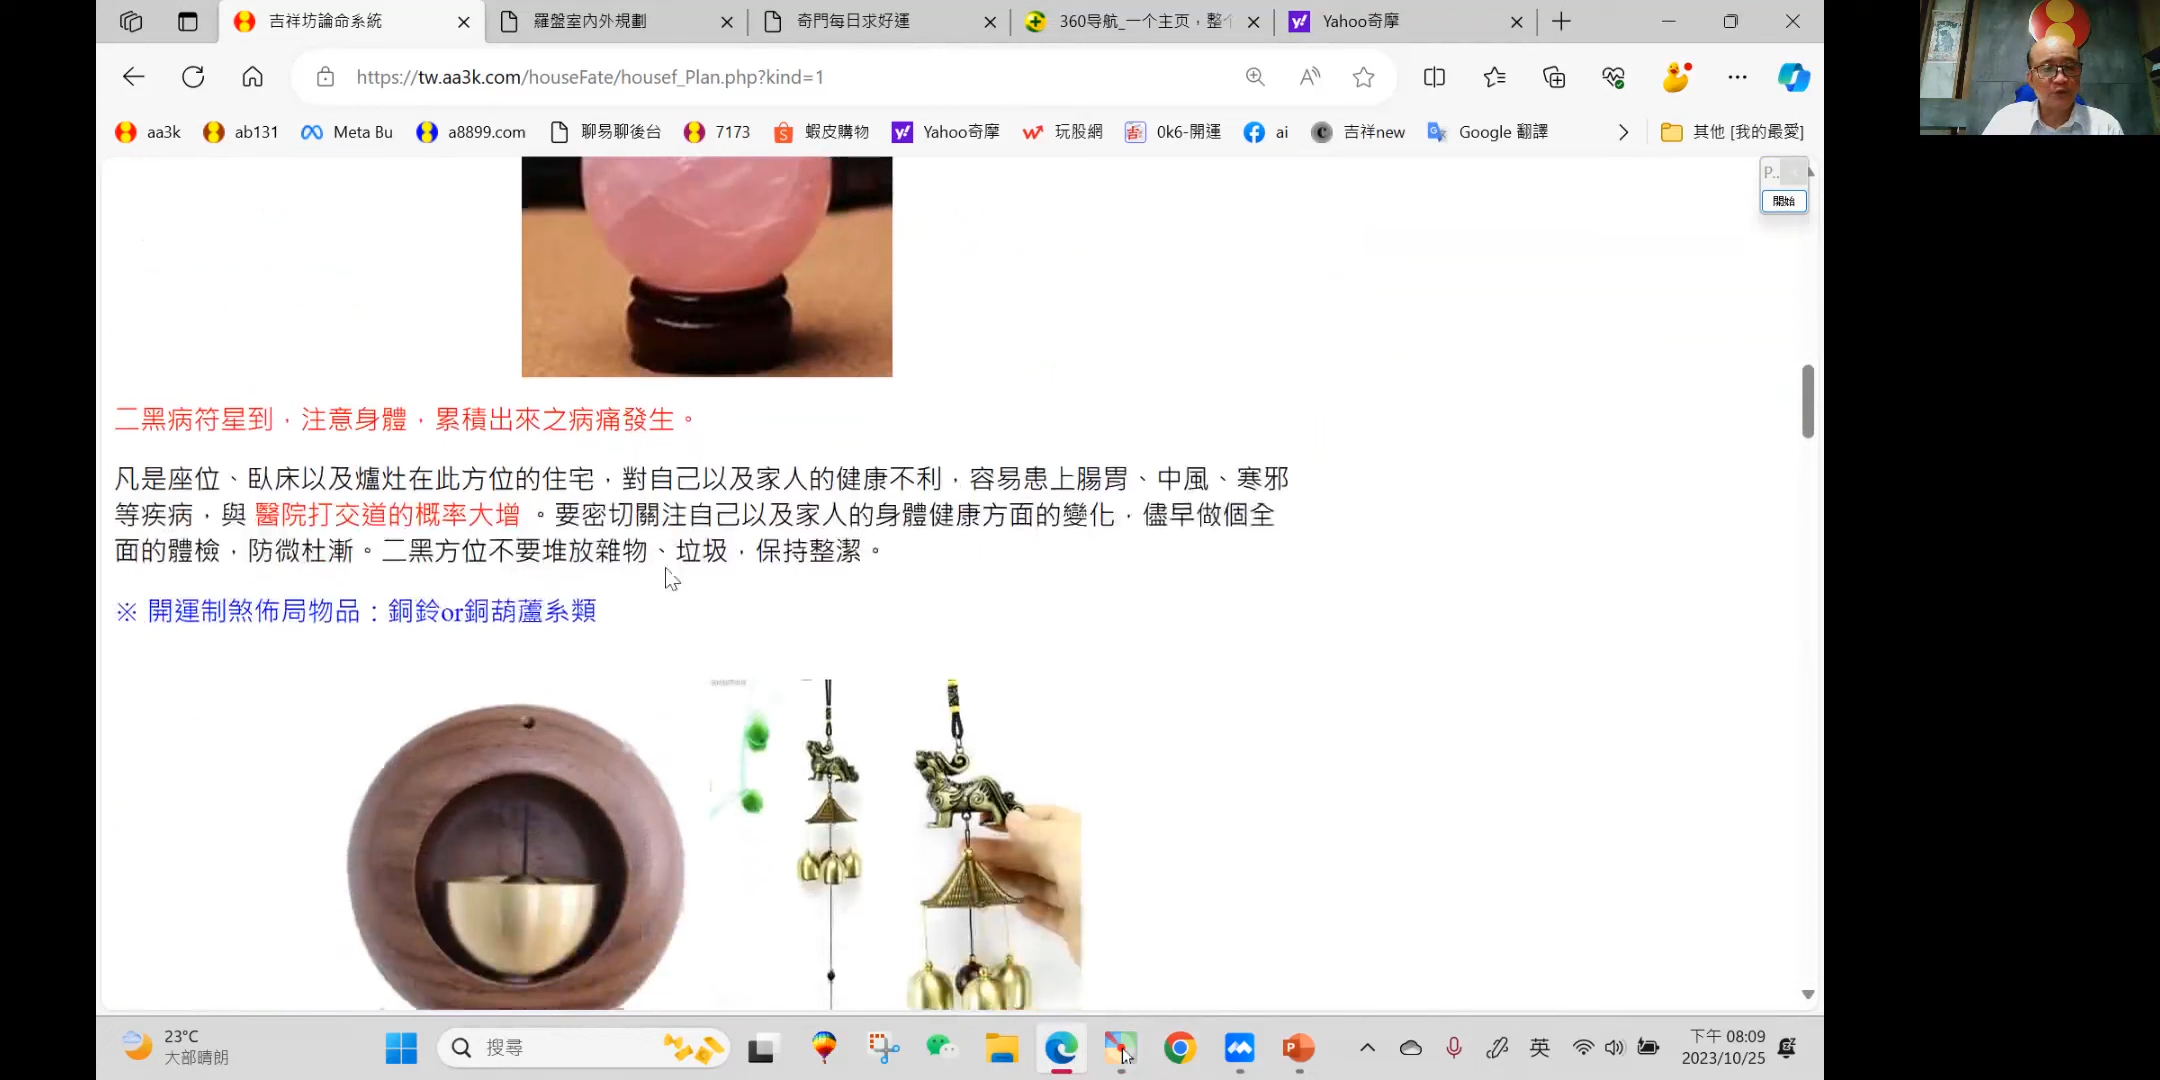 吉祥坊論命系統
羅盤室內外規劃
奇門每日求好運
360导航_一个主页，整个
Yahoo奇摩
https://tw.aa3k.com/houseFate/housef_Plan.php?kind=1
aa3k
ab131
Meta Bu
a8899.com
聊易聊後台
7173
蝦皮購物
Yahoo奇摩
玩股網
0k6-開運
ai
吉祥new
Google 翻譯
其他 [我的最愛]
P..
開始
二黑病符星到，注意身體，累積出來之病痛發生。
凡是座位、臥床以及爐灶在此方位的住宅，對自己以及家人的健康不利，容易患上腸胃、中風、寒邪
等疾病，與 醫院打交道的概率大增 。要密切關注自己以及家人的身體健康方面的變化，儘早做個全
面的體檢，防微杜漸。二黑方位不要堆放雜物、垃圾，保持整潔。
※ 開運制煞佈局物品：銅鈴or銅葫蘆系類
23°C
大部晴朗
搜尋
英
下午 08:09
2023/10/25